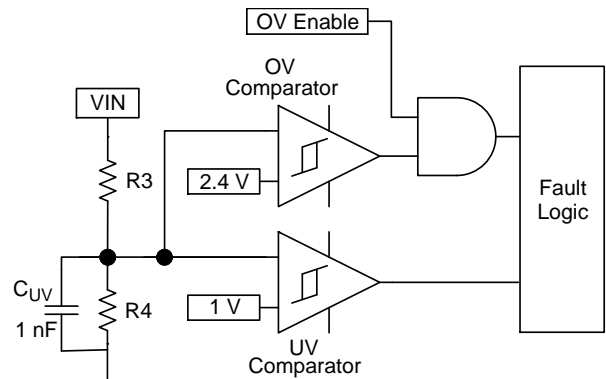 OV Enable
OV
Comparator
VIN
R3
2.4 V
Fault
Logic
C_UV
1 nF
R4
1 V
UV
Comparator